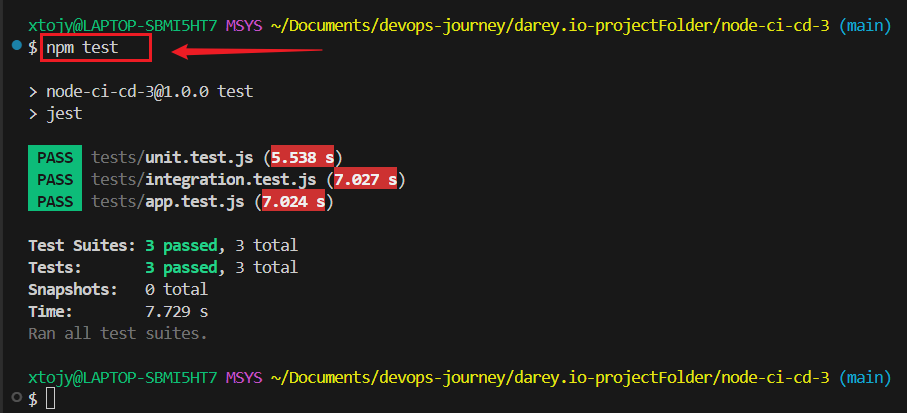 xtojy@LAPTOP-SBMI5HT7 MSYS ~/Documents/devops-journey/darey.io-projectFolder/node-ci-cd-3 (main)
$ npm test
> node-ci-cd-3@1.0.0 test
> jest
PASS tests/unit.test.js (5.538 s)
PASS tests/integration.test.js (7.027 s)
PASS tests/app.test.js (7.024 s)
Test Suites: 3 passed, 3 total
Tests: 3 passed, 3 total
Snapshots: 0 total
Time: 7.729 s
Ran all test suites.
xtojy@LAPTOP-SBMI5HT7 MSYS ~/Documents/devops-journey/darey.io-projectFolder/node-ci-cd-3 (main)
$